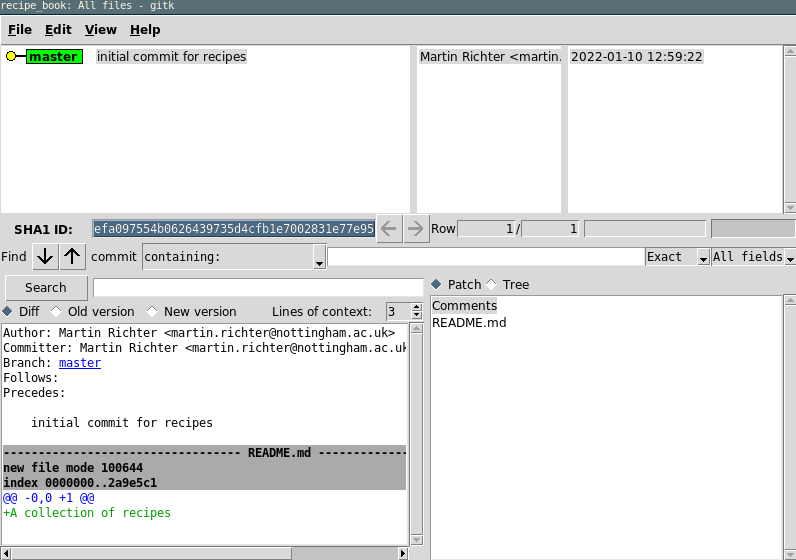 recipe_book: All files - gitk
File Edit View Help
master initial commit for recipes Martin Richter <martin. 2022-01-10 12:59:22
SHA1 ID: efa097554b0626439735d4cfb1e7002831e77e95 Row 1 / 1
Find commit containing: Exact All fields
Search
Patch Tree
Diff Old version New version Lines of context: 3
Comments
README.md
Author: Martin Richter <martin.richter@nottingham.ac.uk>
Committer: Martin Richter <martin.richter@nottingham.ac.uk
Branch: master
Follows:
Precedes:
initial commit for recipes
---------------------------------- README.md -------------
new file mode 100644
index 0000000..2a9e5c1
@@ -0,0 +1 @@
+A collection of recipes